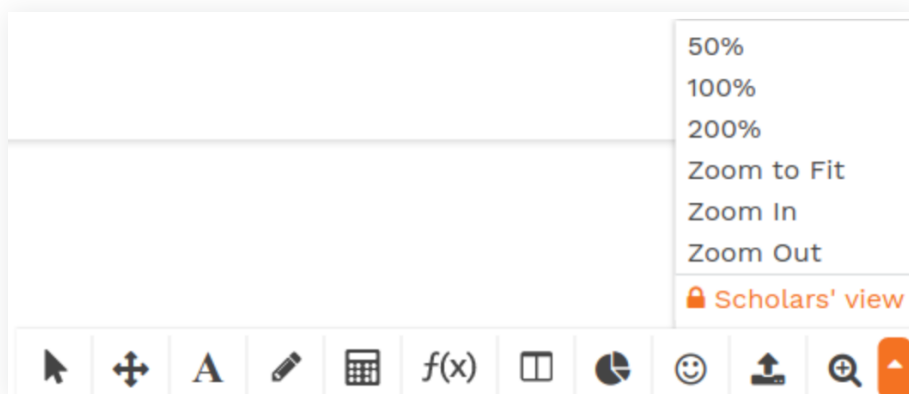 50%
100%
200%
Zoom to Fit
Zoom In
Zoom Out
Scholars' view
A f(x)